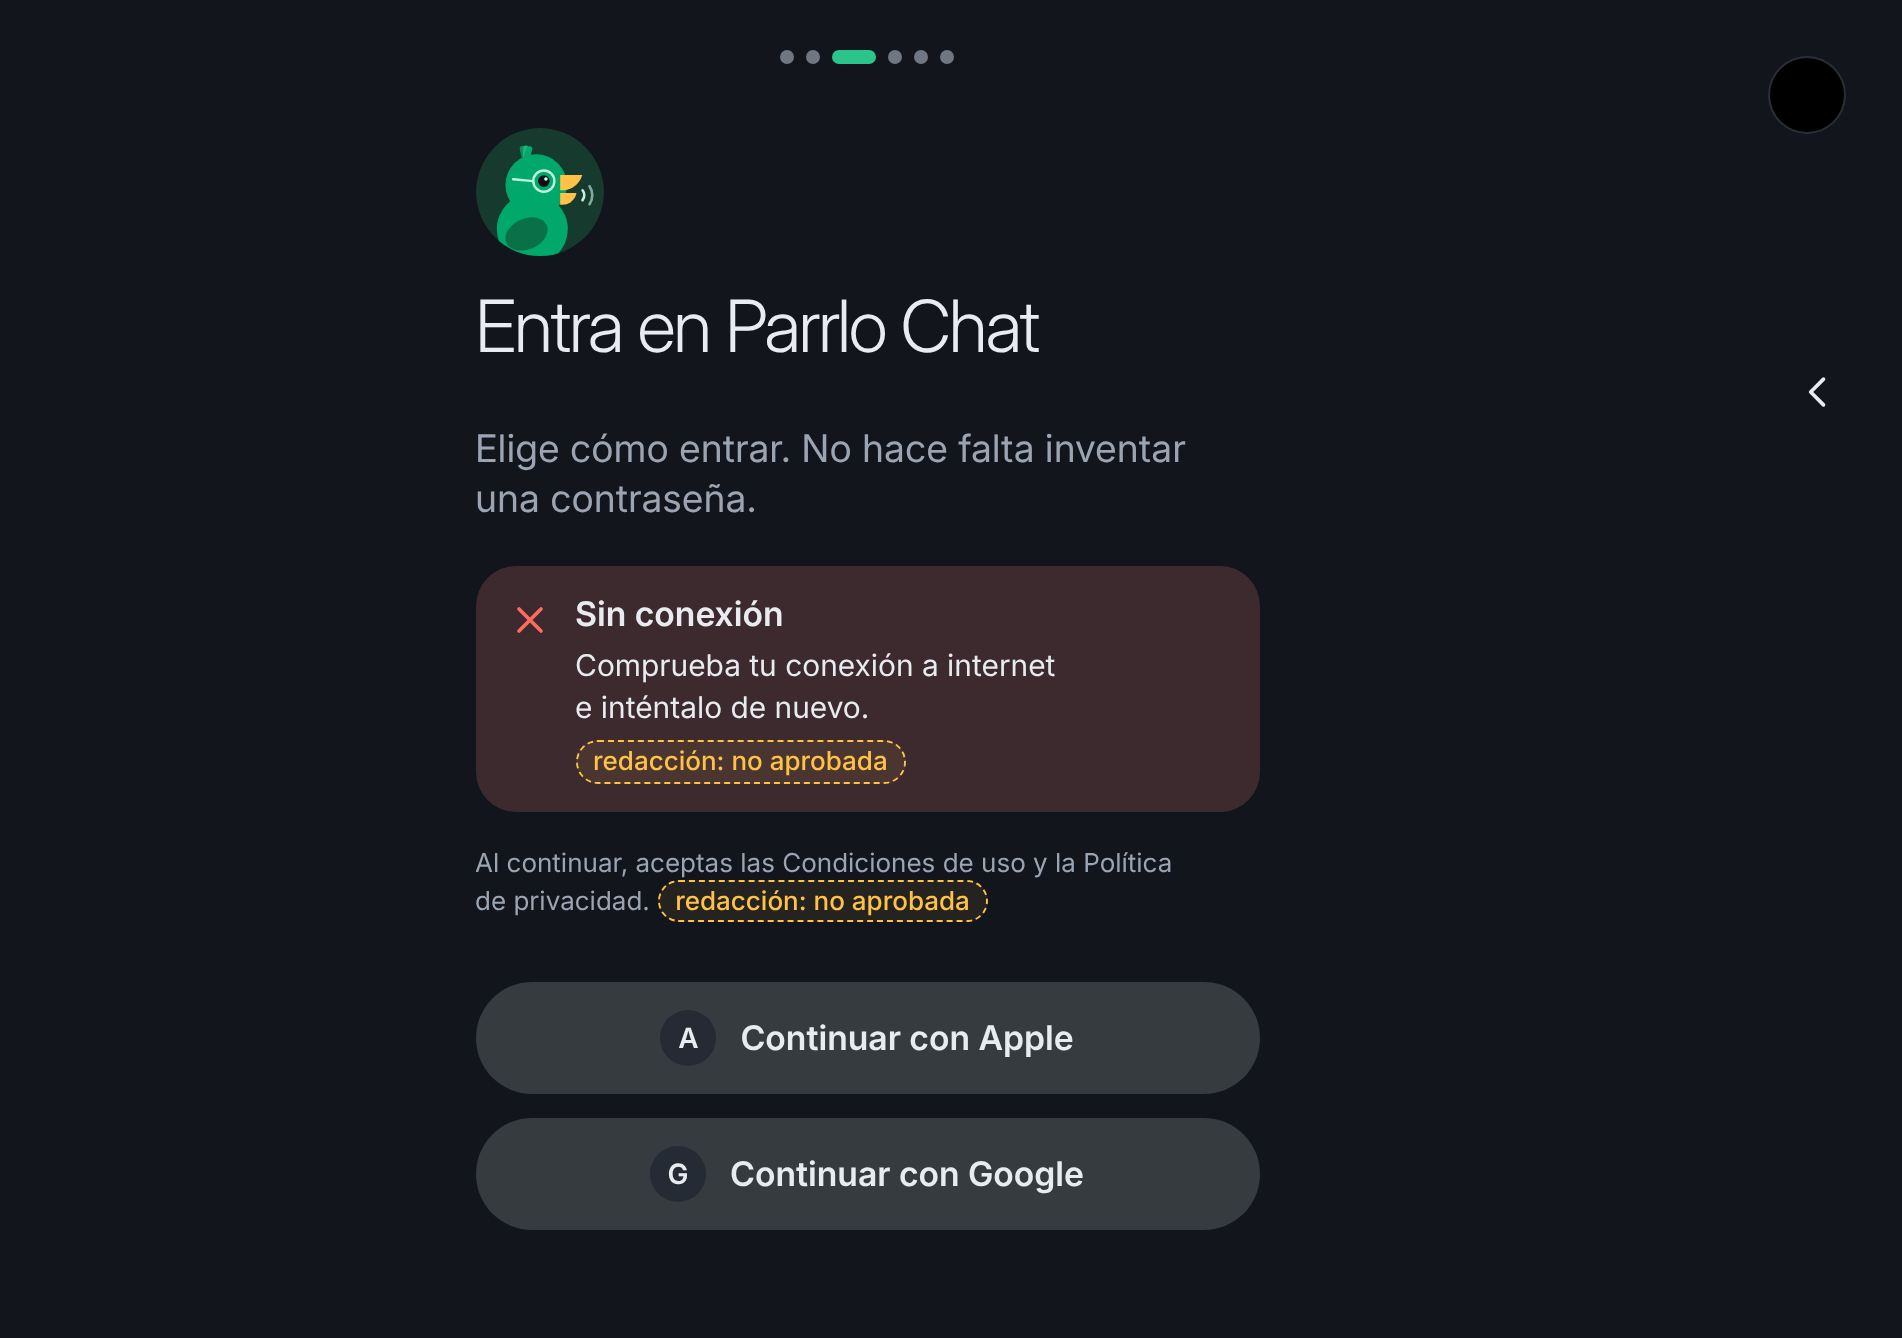 Entra en Parrlo Chat
Elige cómo entrar. No hace falta inventar
una contraseña.
Sin conexión
Comprueba tu conexión a internet
e inténtalo de nuevo.
redacción: no aprobada
Al continuar, aceptas las Condiciones de uso y la Política
de privacidad. redacción: no aprobada
A Continuar con Apple
G Continuar con Google